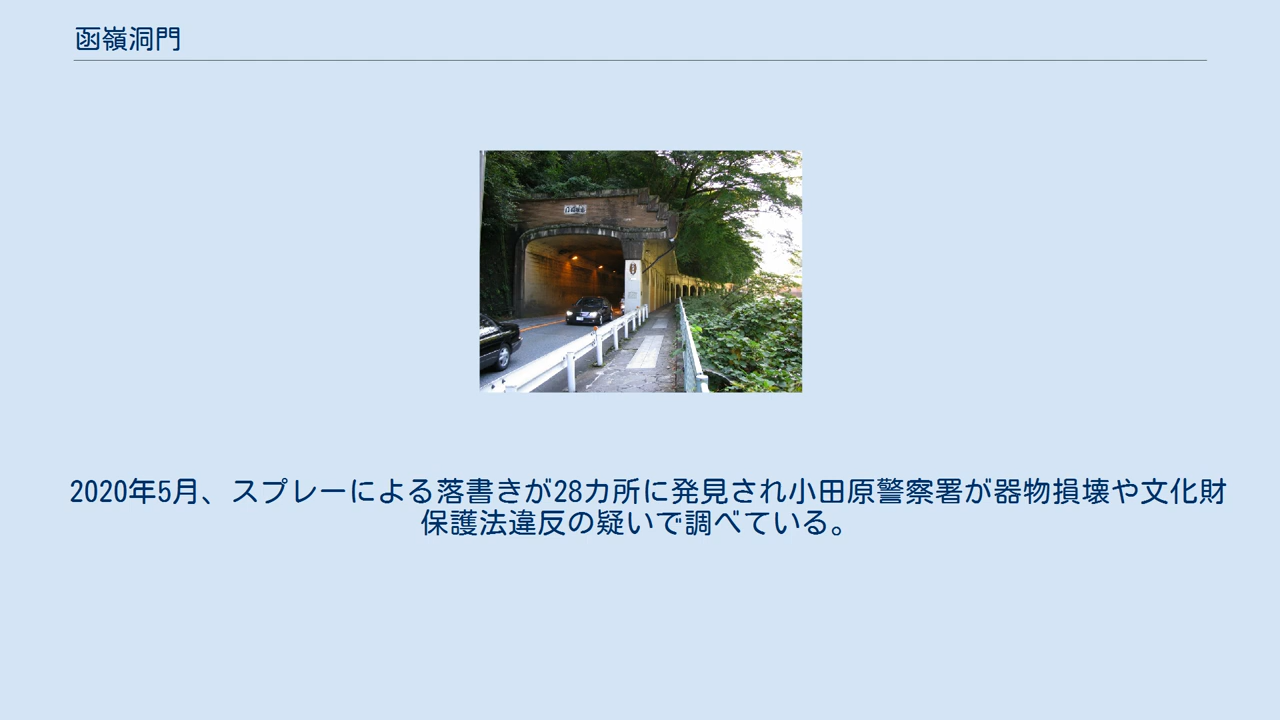 函嶺洞門
2020年5月、スプレーによる落書きが28カ所に発見され小田原警察署が器物損壊や文化財
保護法違反の疑いで調べている。